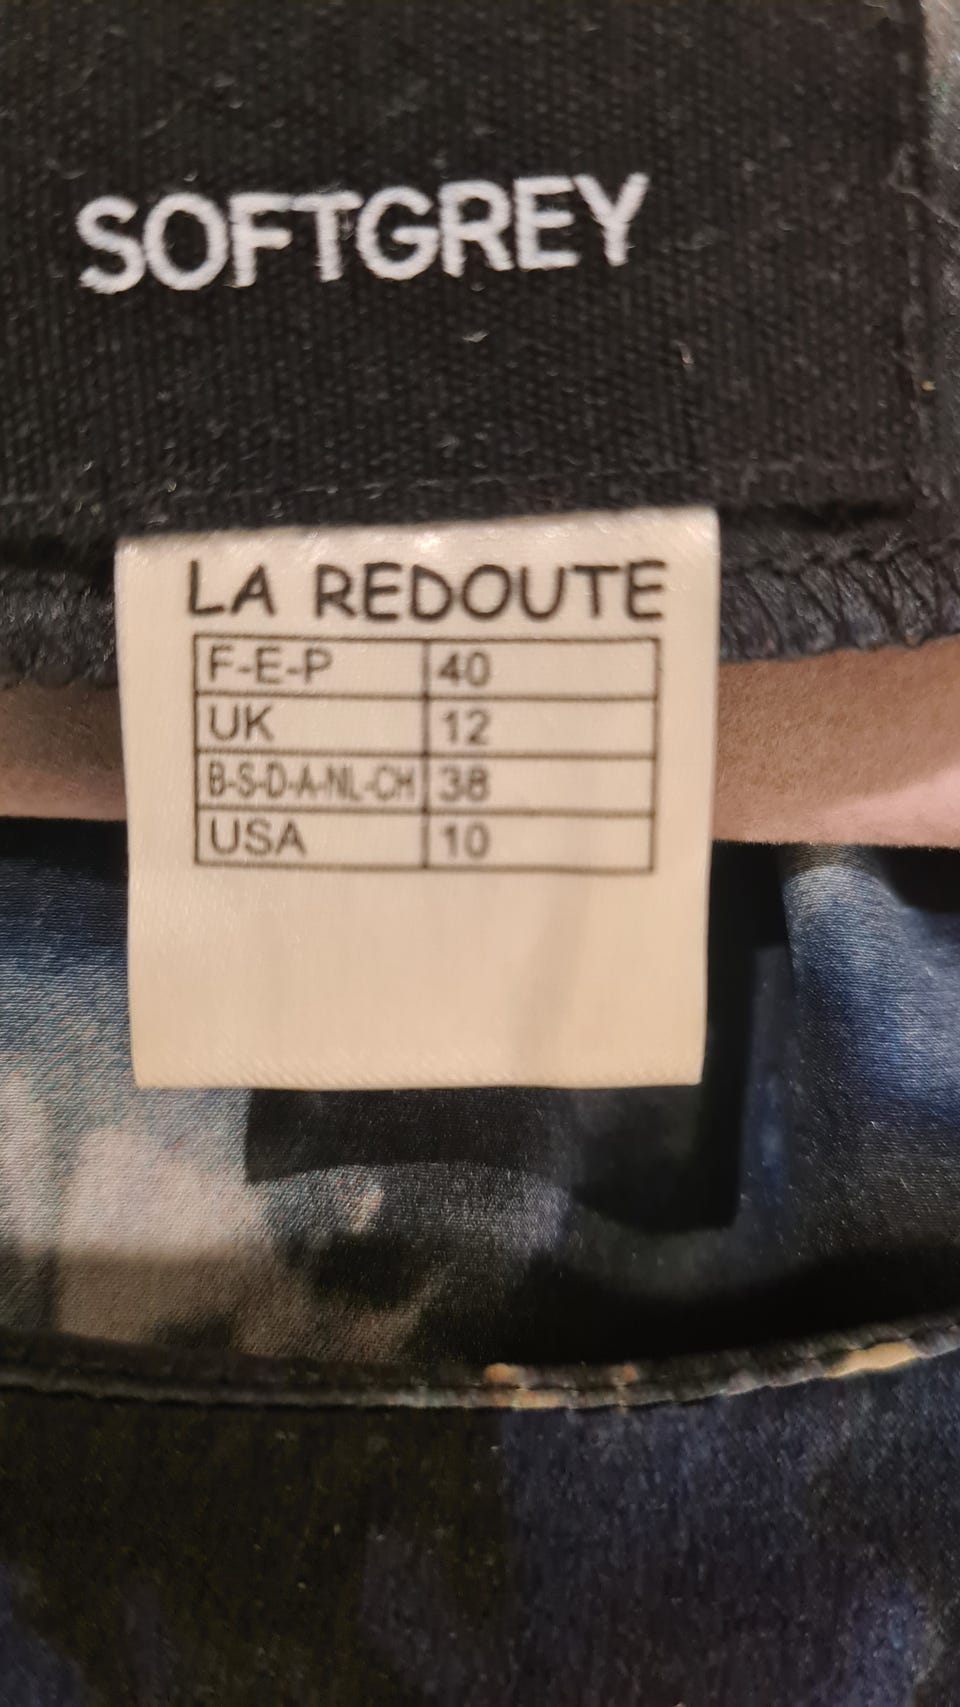 SOFTGREY
LA REDOUTE
F-E-P 40
UK 12
B-S-D-A-NL-CH 38
USA 10